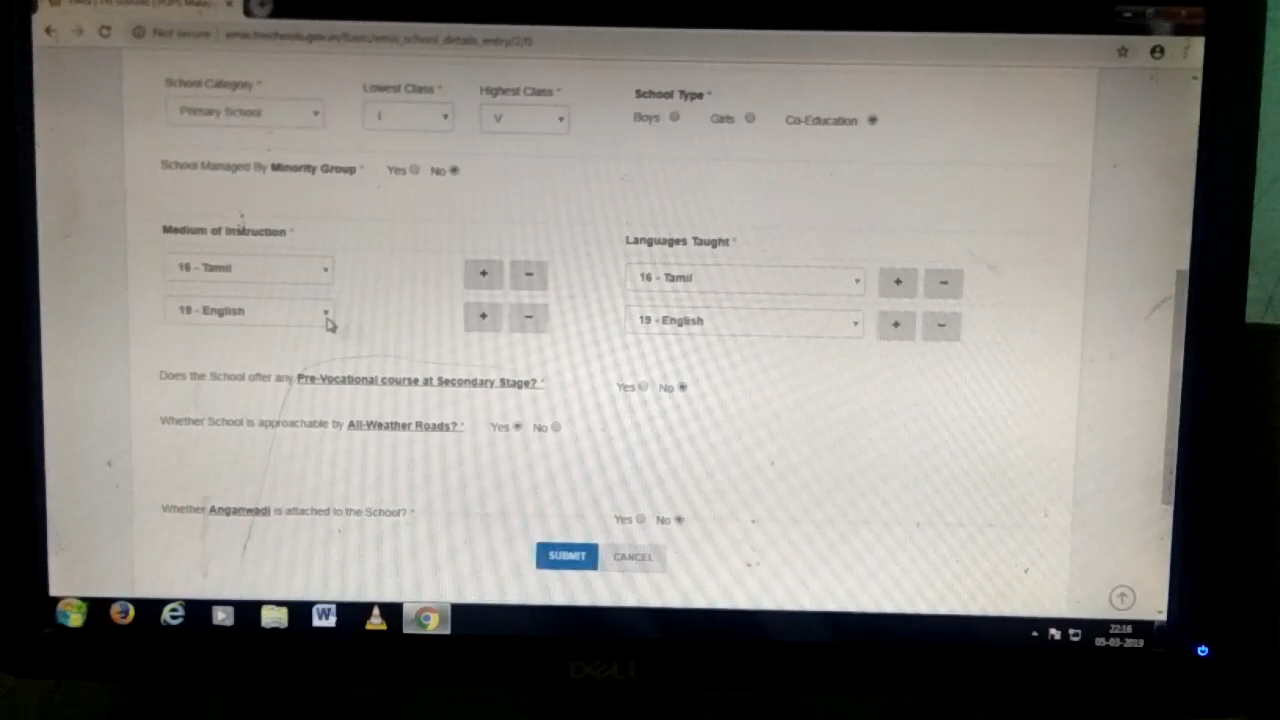 Not secure | emis.tnschools.gov.in/Basic/emis_school_details_entry/2/0
School Category * Lowest Class * Highest Class * School Type *
Primary School I V Boys Girls Co-Education
School Managed By Minority Group * Yes No
Medium of Instruction * Languages Taught *
16 - Tamil + - 16 - Tamil + -
19 - English + - 19 - English + -
Does the School offer any Pre-Vocational course at Secondary Stage? * Yes No
Whether School is approachable by All-Weather Roads? * Yes No
Whether Anganwadi is attached to the School? * Yes No
SUBMIT CANCEL
22:16
05-03-2019
DELL